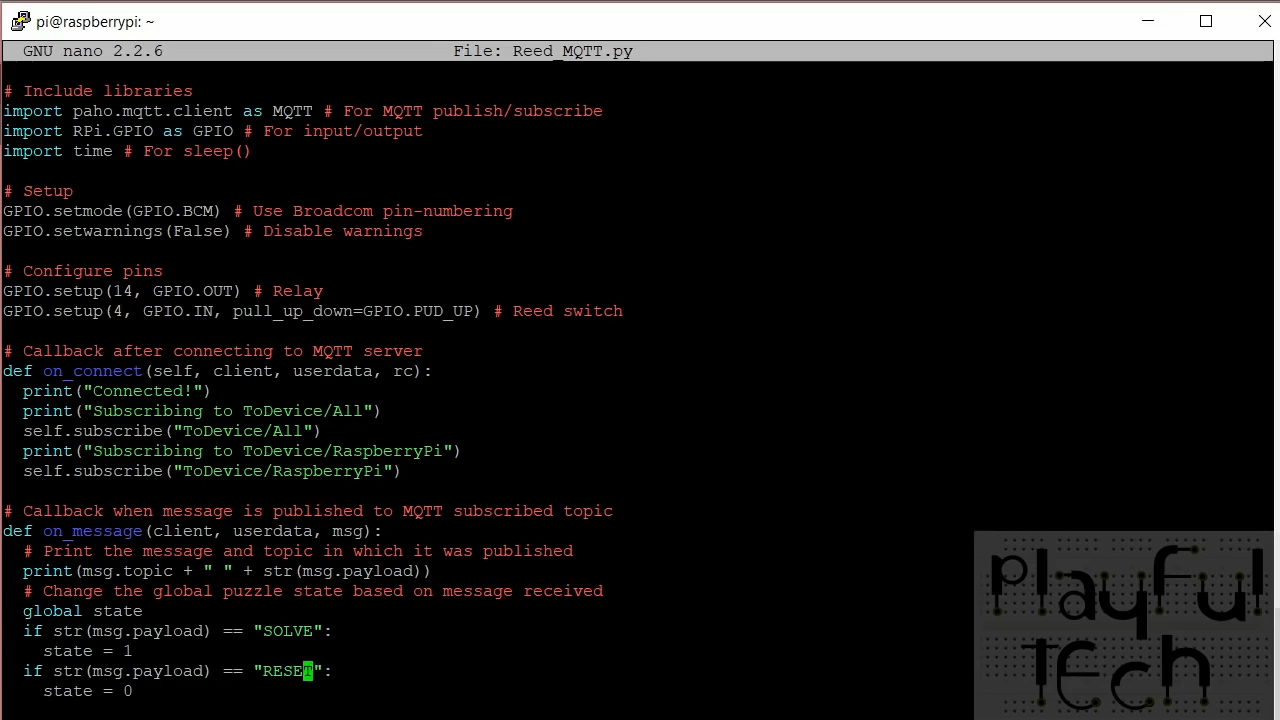 pi@raspberrypi: ~
GNU nano 2.2.6 File: Reed_MQTT.py
# Include libraries
import paho.mqtt.client as MQTT # For MQTT publish/subscribe
import RPi.GPIO as GPIO # For input/output
import time # For sleep()
# Setup
GPIO.setmode(GPIO.BCM) # Use Broadcom pin-numbering
GPIO.setwarnings(False) # Disable warnings
# Configure pins
GPIO.setup(14, GPIO.OUT) # Relay
GPIO.setup(4, GPIO.IN, pull_up_down=GPIO.PUD_UP) # Reed switch
# Callback after connecting to MQTT server
def on_connect(self, client, userdata, rc):
  print("Connected!")
  print("Subscribing to ToDevice/All")
  self.subscribe("ToDevice/All")
  print("Subscribing to ToDevice/RaspberryPi")
  self.subscribe("ToDevice/RaspberryPi")
# Callback when message is published to MQTT subscribed topic
def on_message(client, userdata, msg):
  # Print the message and topic in which it was published
  print(msg.topic + " " + str(msg.payload))
  # Change the global puzzle state based on message received
  global state
  if str(msg.payload) == "SOLVE":
    state = 1
  if str(msg.payload) == "RESET":
    state = 0
playful
tech